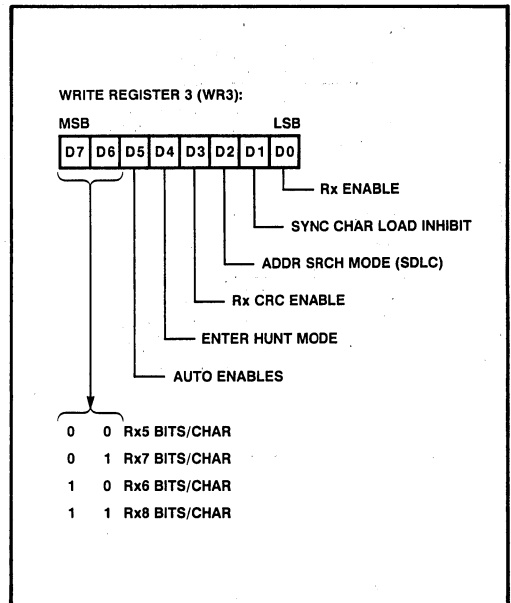 WRITE REGISTER 3 (WR3):
MSB LSB
D7 D6 D5 D4 D3 D2 D1 D0
Rx ENABLE
SYNC CHAR LOAD INHIBIT
ADDR SRCH MODE (SDLC)
Rx CRC ENABLE
ENTER HUNT MODE
AUTO ENABLES
0 0 Rx5 BITS/CHAR
0 1 Rx7 BITS/CHAR
1 0 Rx6 BITS/CHAR
1 1 Rx8 BITS/CHAR